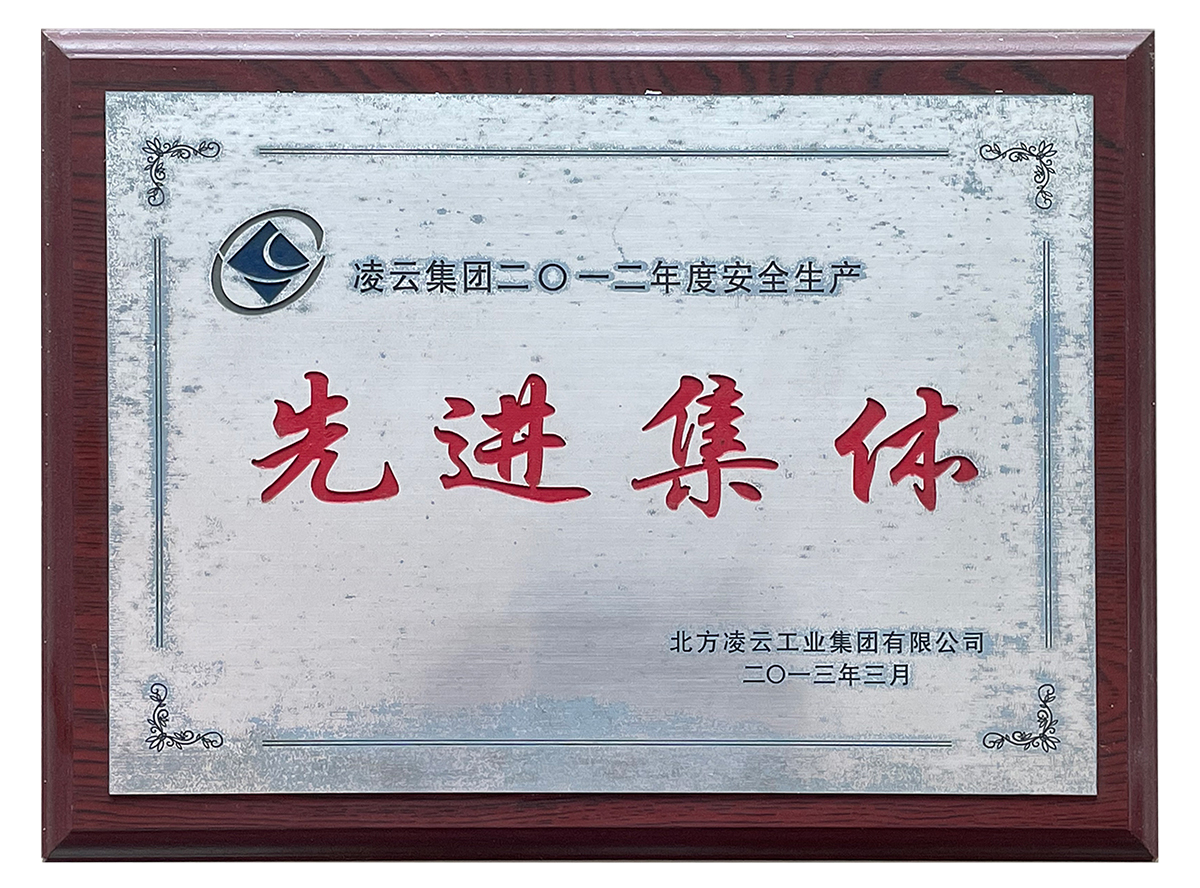 凌云集团二〇一二年度安全生产
先进集体
北方凌云工业集团有限公司
二〇一三年三月